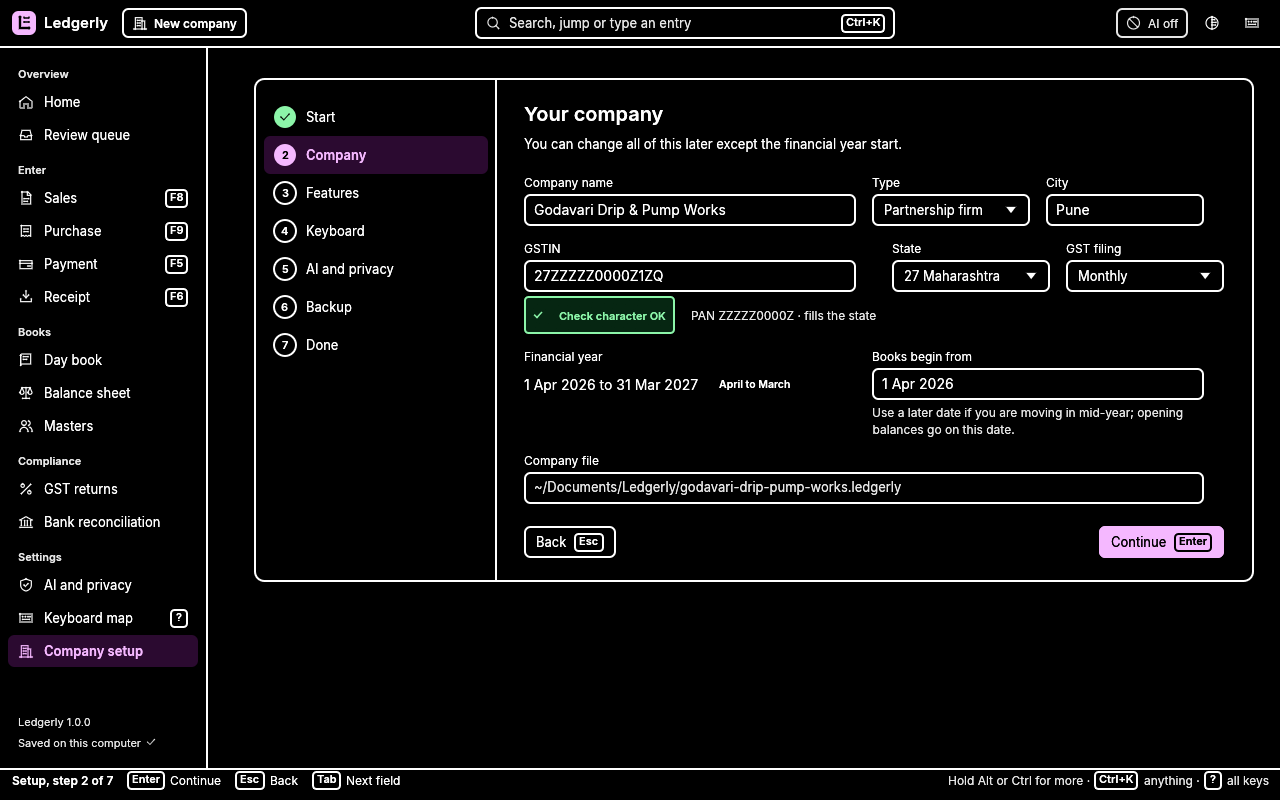 Ledgerly
New company
Search, jump or type an entry
Ctrl+K
AI off
Overview
Home
Review queue
Enter
Sales F8
Purchase F9
Payment F5
Receipt F6
Books
Day book
Balance sheet
Masters
Compliance
GST returns
Bank reconciliation
Settings
AI and privacy
Keyboard map ?
Company setup
Ledgerly 1.0.0
Saved on this computer
Start
2 Company
3 Features
4 Keyboard
5 AI and privacy
6 Backup
7 Done
Your company
You can change all of this later except the financial year start.
Company name Type City
Godavari Drip & Pump Works Partnership firm Pune
GSTIN State GST filing
27ZZZZZ0000Z1ZQ 27 Maharashtra Monthly
Check character OK PAN ZZZZZ0000Z · fills the state
Financial year Books begin from
1 Apr 2026 to 31 Mar 2027 April to March 1 Apr 2026
Use a later date if you are moving in mid-year; opening
balances go on this date.
Company file
~/Documents/Ledgerly/godavari-drip-pump-works.ledgerly
Back Esc Continue Enter
Setup, step 2 of 7 Enter Continue Esc Back Tab Next field Hold Alt or Ctrl for more · Ctrl+K anything · ? all keys